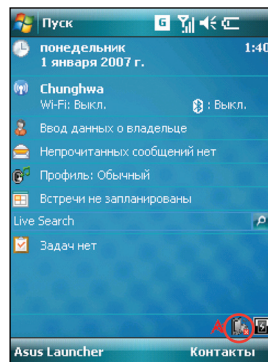 Пуск G
понедельник 1:40
1 января 2007 г.
Chunghwa
Wi-Fi: Выкл. : Выкл.
Ввод данных о владельце
Непрочитанных сообщений нет
Профиль: Обычный
Встречи не запланированы
Live Search
Задач нет
A
Asus Launcher Контакты